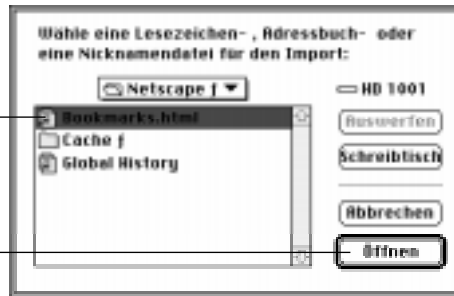 Wähle eine Lesezeichen- , Adressbuch- oder
eine Nicknamendatei für den Import:
Netscape ƒ
HD 1001
Bookmarks.html
Cache ƒ
Global History
Auswerfen
Schreibtisch
Abbrechen
Öffnen